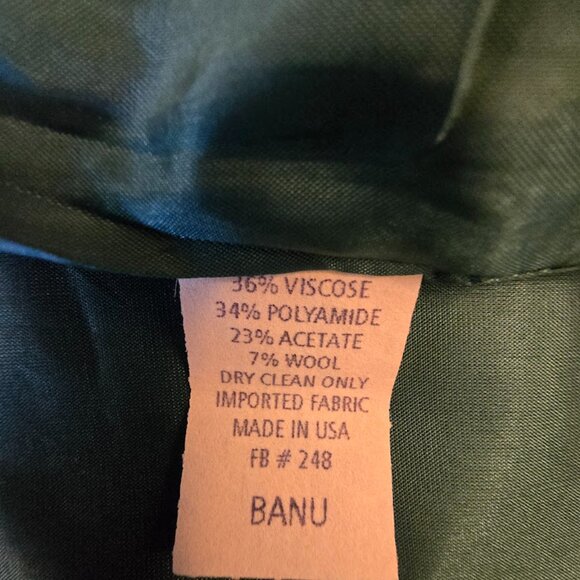 36% VISCOSE
34% POLYAMIDE
23% ACETATE
7% WOOL
DRY CLEAN ONLY
IMPORTED FABRIC
MADE IN USA
FB # 248
BANU